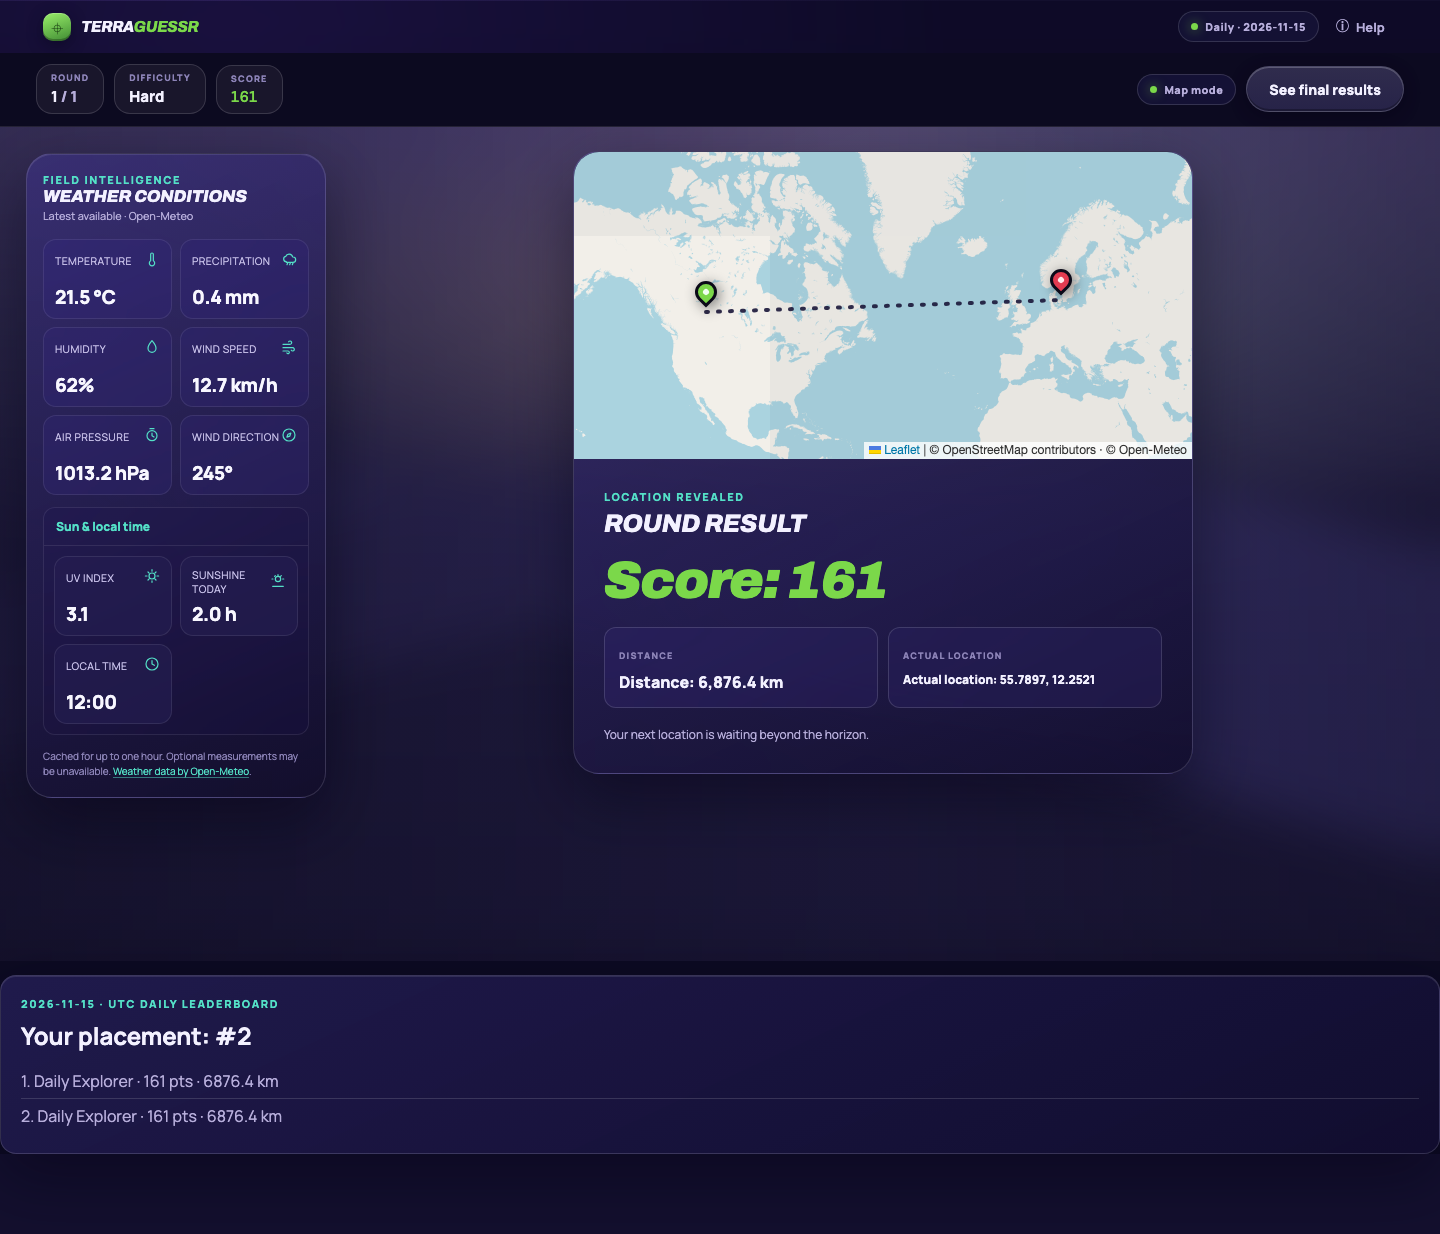 TERRAGUESSR
Daily · 2026-11-15
Help
ROUND
1 / 1
DIFFICULTY
Hard
SCORE
161
Map mode
See final results
FIELD INTELLIGENCE
WEATHER CONDITIONS
Latest available · Open-Meteo
TEMPERATURE
21.5 °C
PRECIPITATION
0.4 mm
HUMIDITY
62%
WIND SPEED
12.7 km/h
AIR PRESSURE
1013.2 hPa
WIND DIRECTION
245°
Sun & local time
UV INDEX
3.1
SUNSHINE
TODAY
2.0 h
LOCAL TIME
12:00
Cached for up to one hour. Optional measurements may
be unavailable. Weather data by Open-Meteo.
Leaflet | © OpenStreetMap contributors · © Open-Meteo
LOCATION REVEALED
ROUND RESULT
Score: 161
DISTANCE
Distance: 6,876.4 km
ACTUAL LOCATION
Actual location: 55.7897, 12.2521
Your next location is waiting beyond the horizon.
2026-11-15 · UTC DAILY LEADERBOARD
Your placement: #2
1. Daily Explorer · 161 pts · 6876.4 km
2. Daily Explorer · 161 pts · 6876.4 km